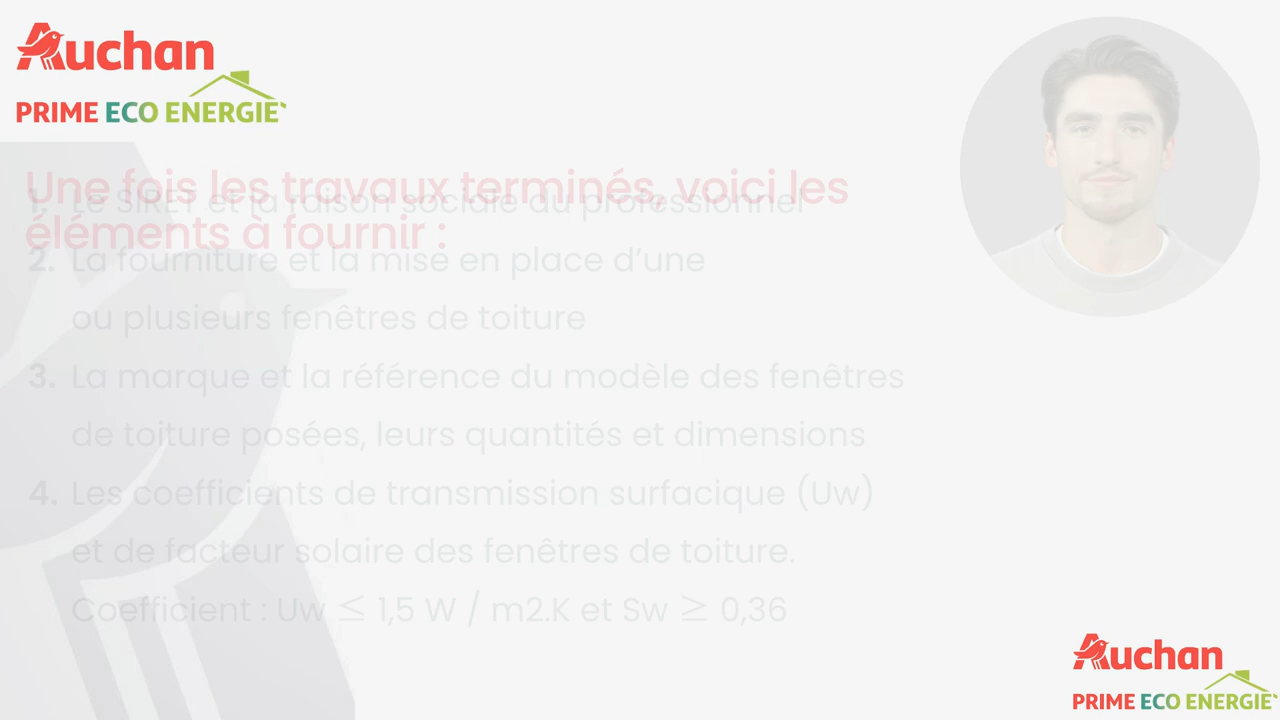 Auchan
PRIME ECO ENERGIE
Une fois les travaux terminés, voici les
éléments à fournir :
1. Le SIRET et la raison sociale du professionnel
2. La fourniture et la mise en place d’une
ou plusieurs fenêtres de toiture
3. La marque et la référence du modèle des fenêtres
de toiture posées, leurs quantités et dimensions
4. Les coefficients de transmission surfacique (Uw)
et de facteur solaire des fenêtres de toiture.
Coefficient : Uw ≤ 1,5 W / m2.K et Sw ≥ 0,36
Auchan
PRIME ECO ENERGIE